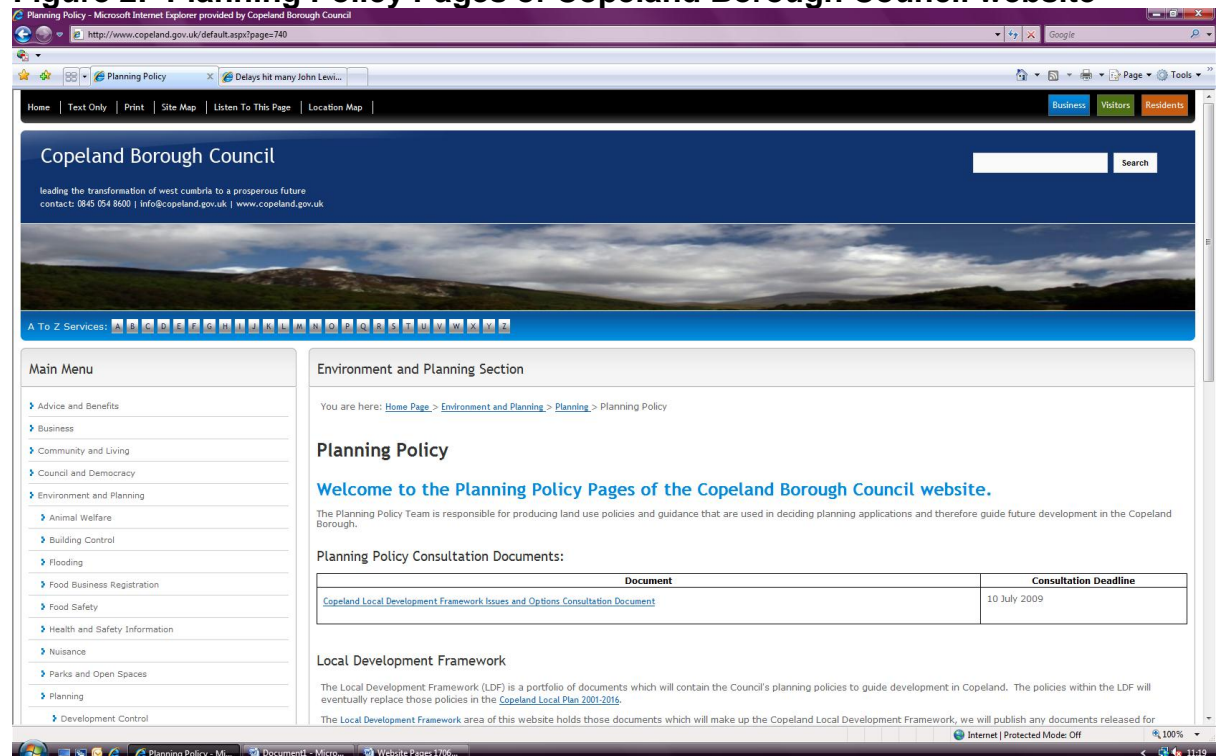 Figure 2: Planning Policy Pages of Copeland Borough Council website
Planning Policy - Microsoft Internet Explorer provided by Copeland Borough Council
http://www.copeland.gov.uk/default.aspx?page=740
Google
Planning Policy
Delays hit many John Lewi...
Page
Tools
Home | Text Only | Print | Site Map | Listen To This Page | Location Map |
Business Visitors Residents
Copeland Borough Council
Search
leading the transformation of west cumbria to a prosperous future
contact: 0845 054 8600 | info@copeland.gov.uk | www.copeland.gov.uk
A To Z Services: A B C D E F G H I J K L M N O P Q R S T U V W X Y Z
Main Menu
Advice and Benefits
Business
Community and Living
Council and Democracy
Environment and Planning
Animal Welfare
Building Control
Flooding
Food Business Registration
Food Safety
Health and Safety Information
Nuisance
Parks and Open Spaces
Planning
Development Control
Environment and Planning Section
You are here: Home Page > Environment and Planning > Planning > Planning Policy
Planning Policy
Welcome to the Planning Policy Pages of the Copeland Borough Council website.
The Planning Policy Team is responsible for producing land use policies and guidance that are used in deciding planning applications and therefore guide future development in the Copeland
Borough.
Planning Policy Consultation Documents:
Document Consultation Deadline
Copeland Local Development Framework Issues and Options Consultation Document 10 July 2009
Local Development Framework
The Local Development Framework (LDF) is a portfolio of documents which will contain the Council's planning policies to guide development in Copeland. The policies within the LDF will
eventually replace those policies in the Copeland Local Plan 2001-2016.
The Local Development Framework area of this website holds those documents which will make up the Copeland Local Development Framework, we will publish any documents released for
Internet | Protected Mode: Off
100%
Planning Policy - Mi...
Document1 - Micro...
Website Pages 1706...
11:19